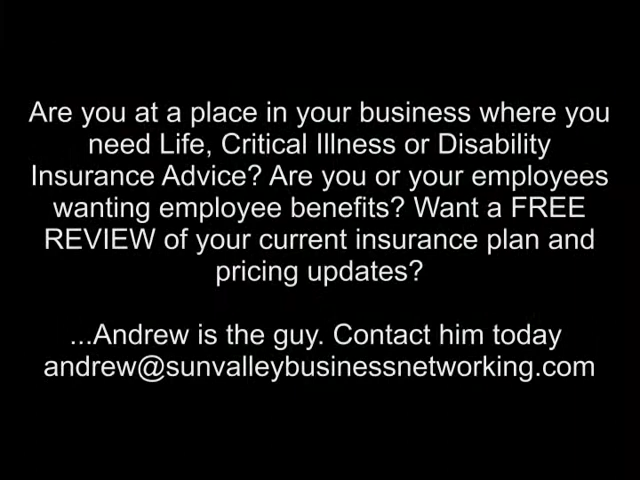 Are you at a place in your business where you
need Life, Critical Illness or Disability
Insurance Advice? Are you or your employees
wanting employee benefits? Want a FREE
REVIEW of your current insurance plan and
pricing updates?
...Andrew is the guy. Contact him today
andrew@sunvalleybusinessnetworking.com